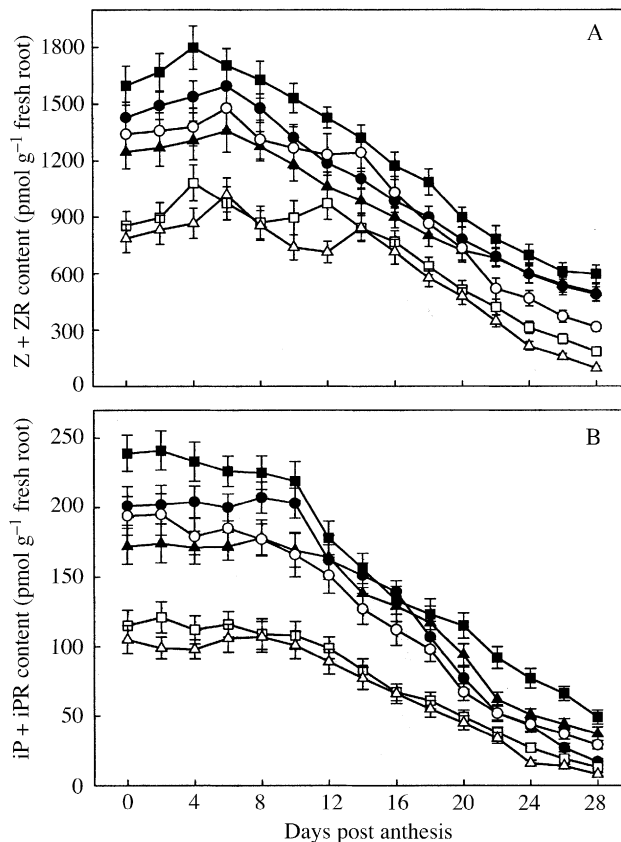 A
1800
1500
1200
900
600
300
0
Z + ZR content (pmol g⁻¹ fresh root)
B
250
200
150
100
50
0
iP + iPR content (pmol g⁻¹ fresh root)
0 4 8 12 16 20 24 28
Days post anthesis